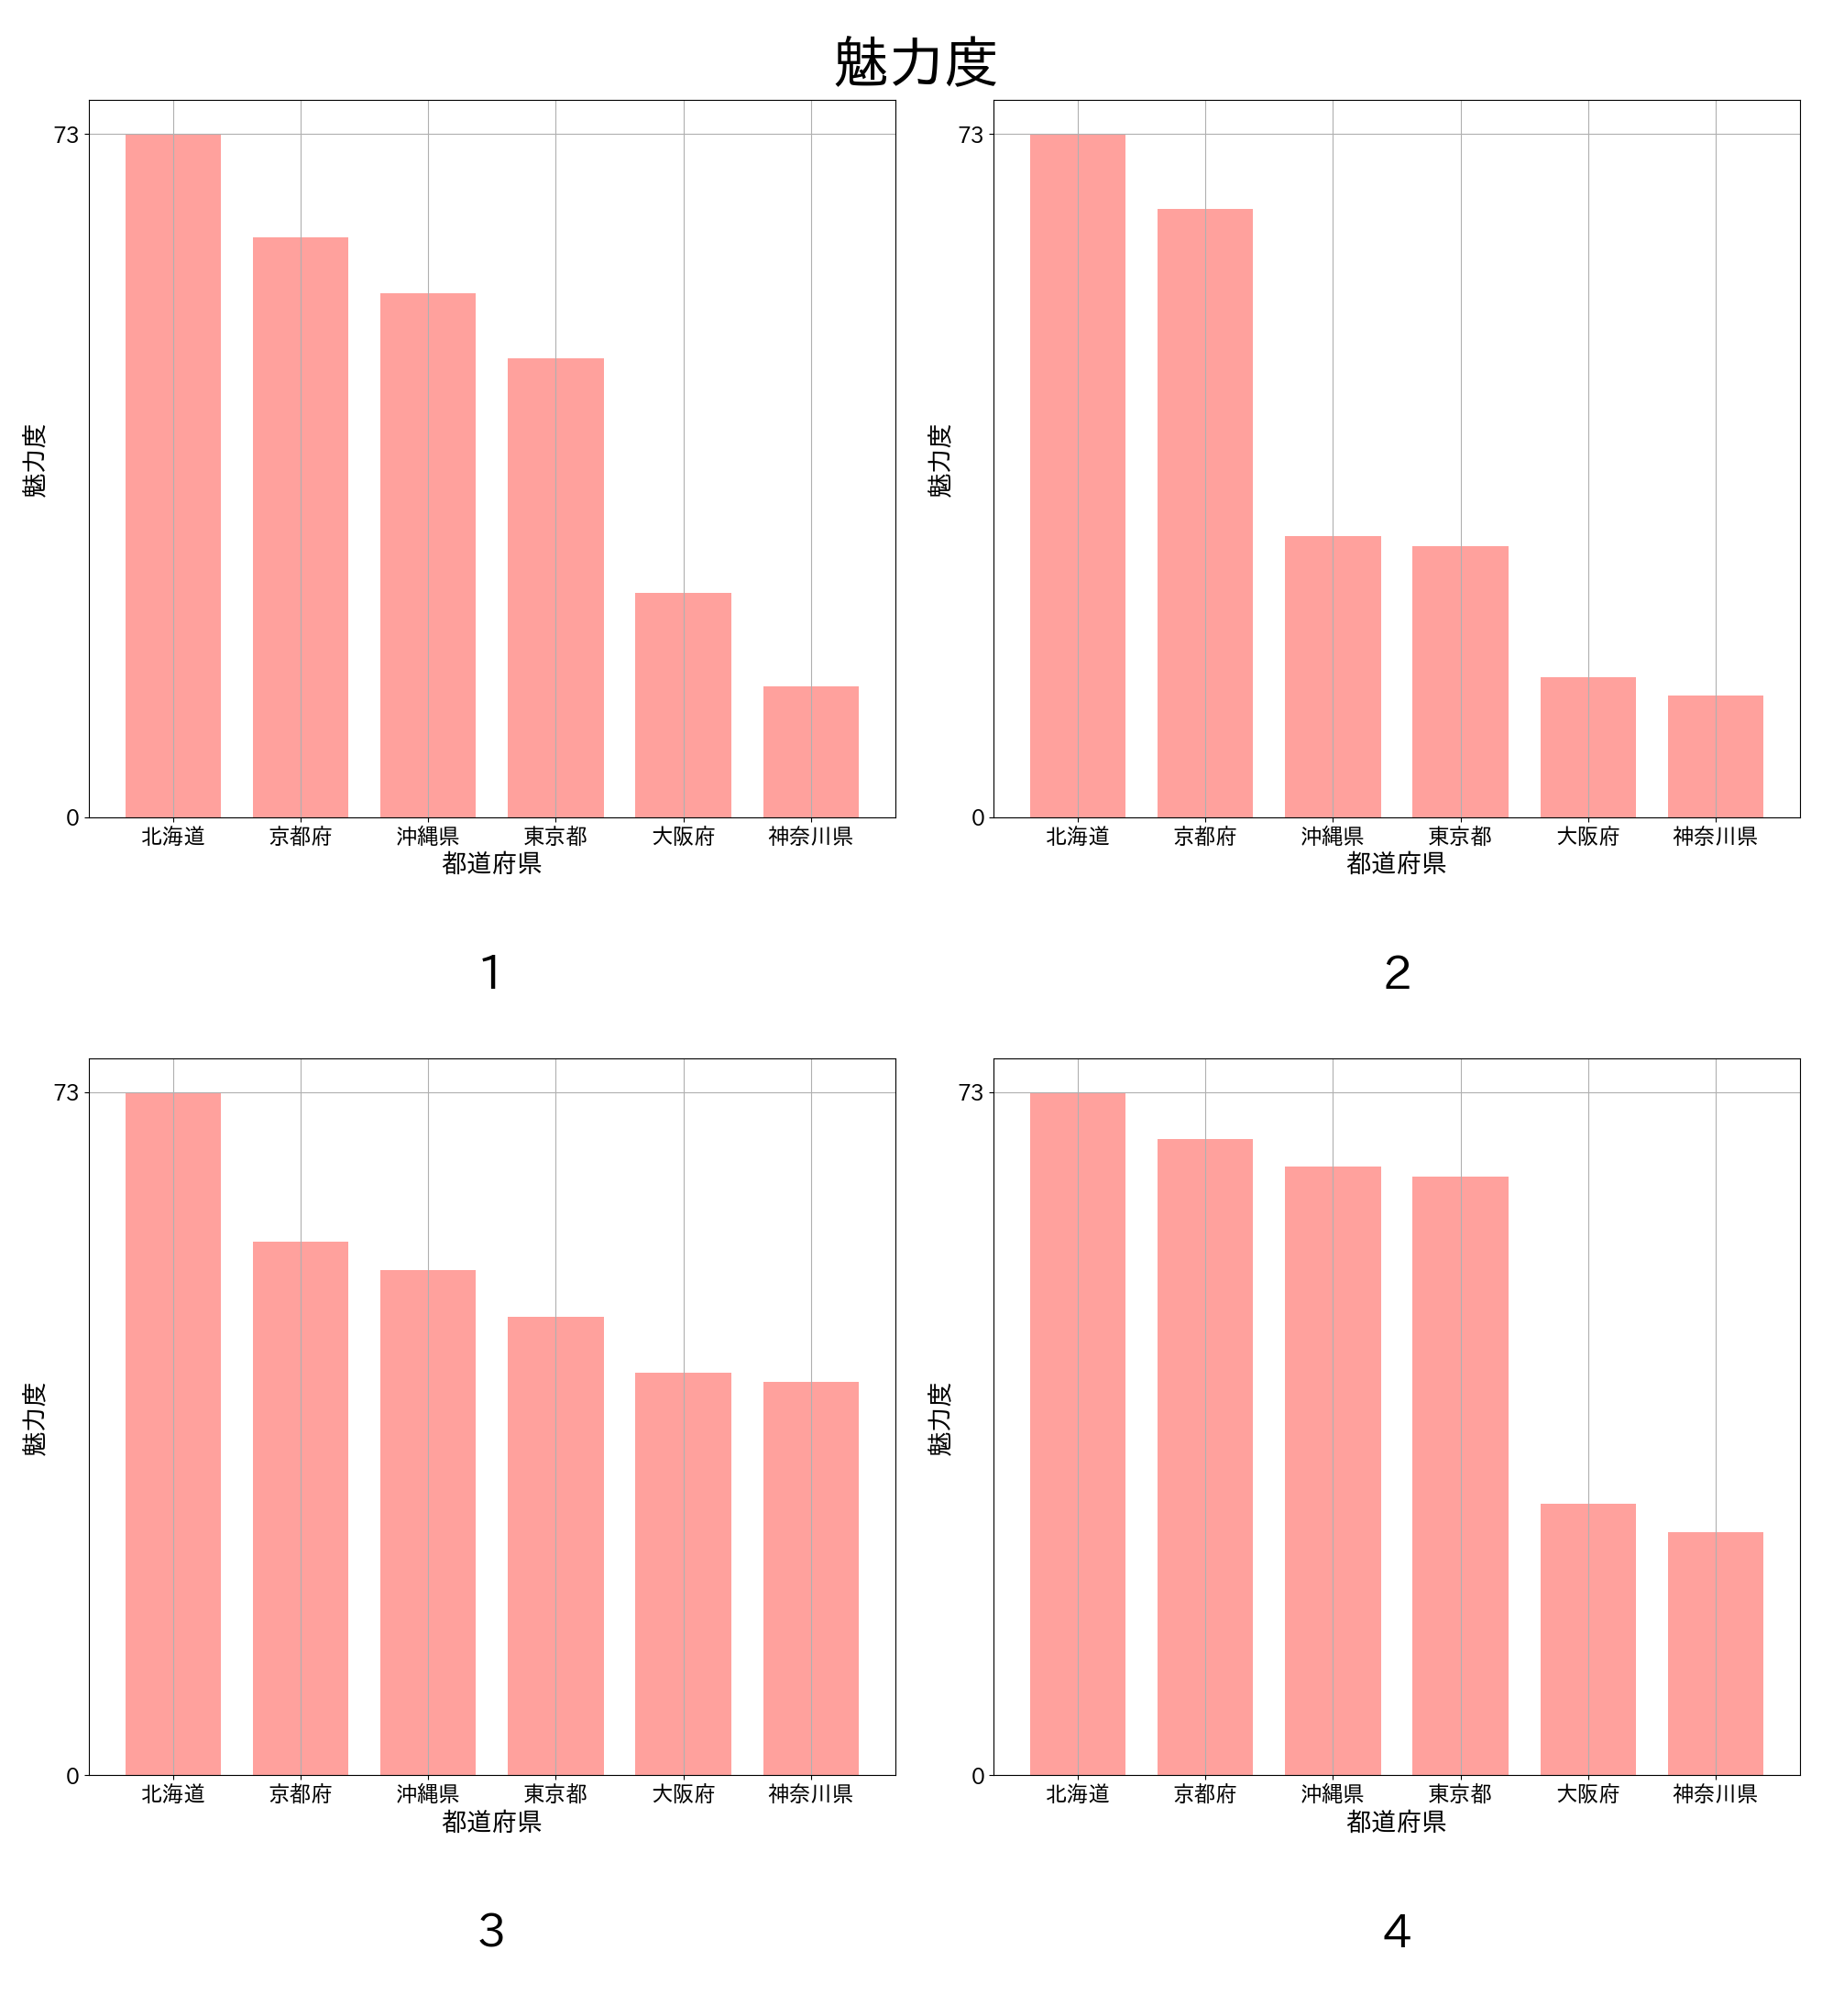 魅力度
73
0
魅力度
北海道 京都府 沖縄県 東京都 大阪府 神奈川県
都道府県
1
73
0
魅力度
北海道 京都府 沖縄県 東京都 大阪府 神奈川県
都道府県
2
73
0
魅力度
北海道 京都府 沖縄県 東京都 大阪府 神奈川県
都道府県
3
73
0
魅力度
北海道 京都府 沖縄県 東京都 大阪府 神奈川県
都道府県
4